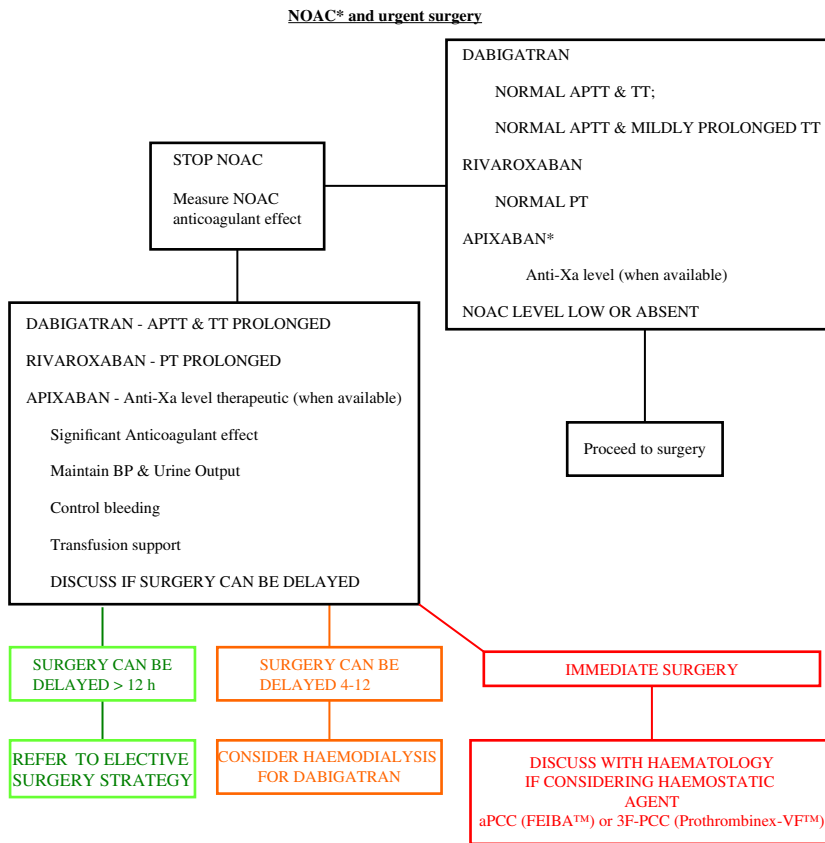 NOAC* and urgent surgery
STOP NOAC
Measure NOAC
anticoagulant effect
DABIGATRAN
NORMAL APTT & TT;
NORMAL APTT & MILDLY PROLONGED TT
RIVAROXABAN
NORMAL PT
APIXABAN*
Anti-Xa level (when available)
NOAC LEVEL LOW OR ABSENT
Proceed to surgery
DABIGATRAN - APTT & TT PROLONGED
RIVAROXABAN - PT PROLONGED
APIXABAN - Anti-Xa level therapeutic (when available)
Significant Anticoagulant effect
Maintain BP & Urine Output
Control bleeding
Transfusion support
DISCUSS IF SURGERY CAN BE DELAYED
SURGERY CAN BE
DELAYED > 12 h
REFER TO ELECTIVE
SURGERY STRATEGY
SURGERY CAN BE
DELAYED 4-12
CONSIDER HAEMODIALYSIS
FOR DABIGATRAN
IMMEDIATE SURGERY
DISCUSS WITH HAEMATOLOGY
IF CONSIDERING HAEMOSTATIC
AGENT
aPCC (FEIBA™) or 3F-PCC (Prothrombinex-VF™)